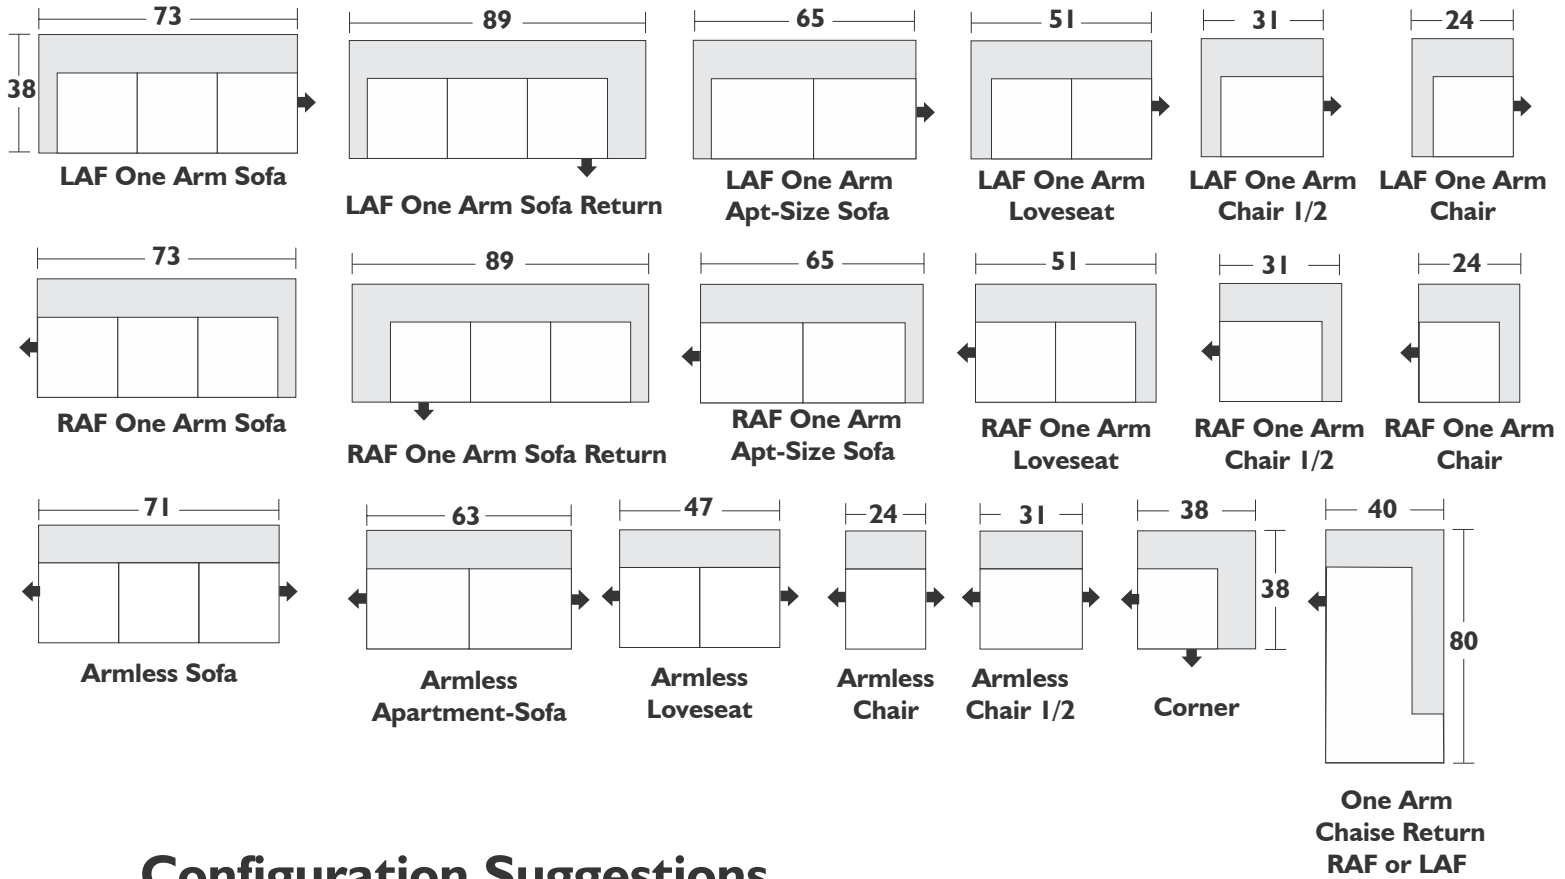 73
89
65
51
31
24
38
LAF One Arm Sofa
LAF One Arm Sofa Return
LAF One Arm
Apt-Size Sofa
LAF One Arm
Loveseat
LAF One Arm
Chair 1/2
LAF One Arm
Chair
73
89
65
51
31
24
RAF One Arm Sofa
RAF One Arm Sofa Return
RAF One Arm
Apt-Size Sofa
RAF One Arm
Loveseat
RAF One Arm
Chair 1/2
RAF One Arm
Chair
71
63
47
24
31
38
40
38
80
Armless Sofa
Armless
Apartment-Sofa
Armless
Loveseat
Armless
Chair
Armless
Chair 1/2
Corner
One Arm
Chaise Return
RAF or LAF
Configuration Suggestions